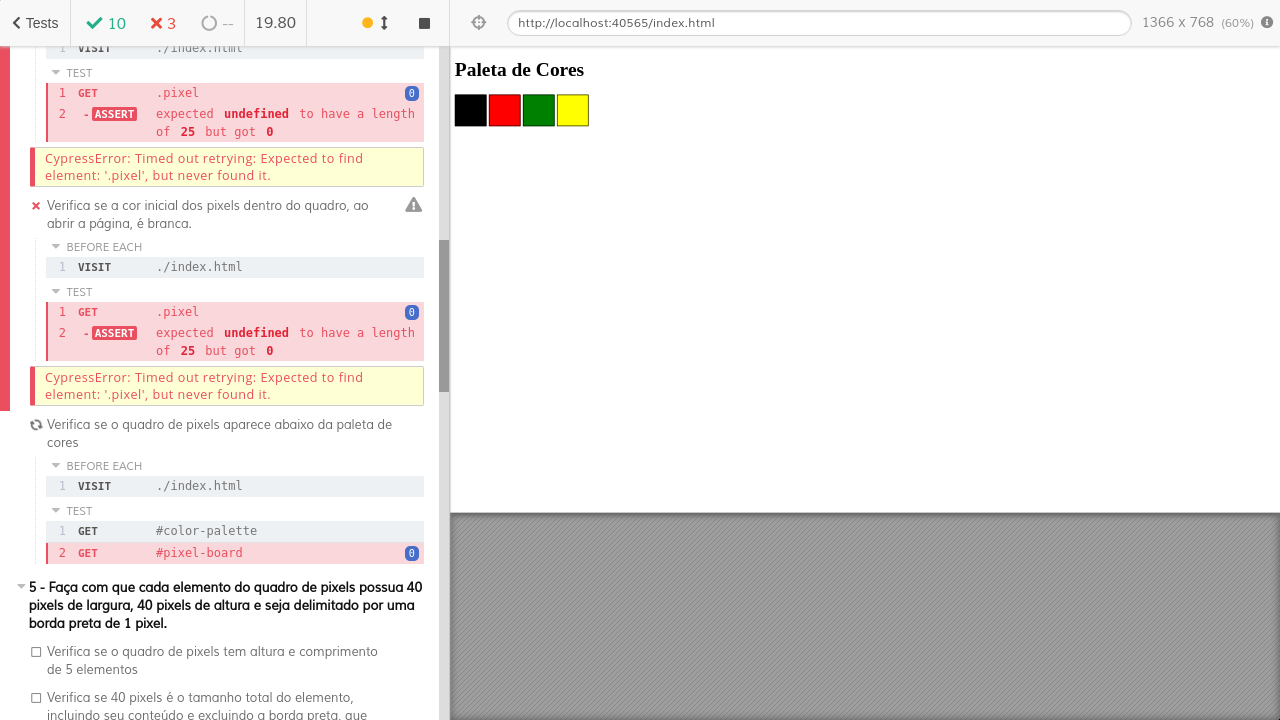 Tests 10 3 -- 19.80
http://localhost:40565/index.html 1366 x 768 (60%)
1 VISIT ./index.html
TEST
1 GET .pixel 0
2 - ASSERT expected undefined to have a length
of 25 but got 0
CypressError: Timed out retrying: Expected to find
element: '.pixel', but never found it.
Verifica se a cor inicial dos pixels dentro do quadro, ao
abrir a página, é branca.
BEFORE EACH
1 VISIT ./index.html
TEST
1 GET .pixel 0
2 - ASSERT expected undefined to have a length
of 25 but got 0
CypressError: Timed out retrying: Expected to find
element: '.pixel', but never found it.
Verifica se o quadro de pixels aparece abaixo da paleta de
cores
BEFORE EACH
1 VISIT ./index.html
TEST
1 GET #color-palette
2 GET #pixel-board 0
5 - Faça com que cada elemento do quadro de pixels possua 40
pixels de largura, 40 pixels de altura e seja delimitado por uma
borda preta de 1 pixel.
Verifica se o quadro de pixels tem altura e comprimento
de 5 elementos
Verifica se 40 pixels é o tamanho total do elemento,
incluindo seu conteúdo e excluindo a borda preta, que
Paleta de Cores